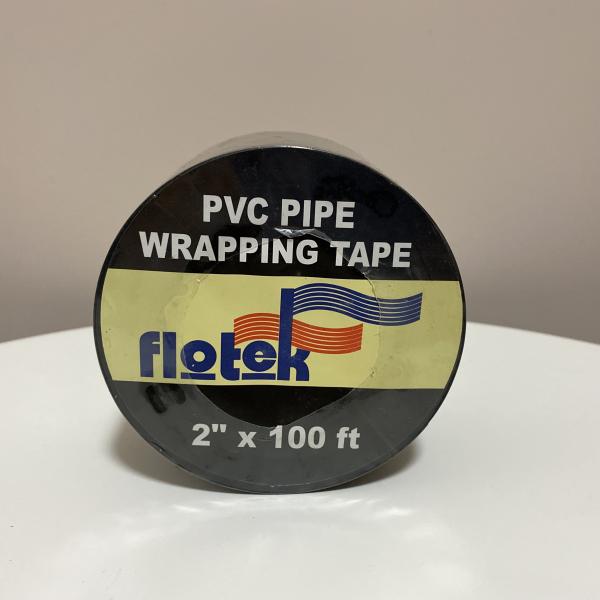 PVC PIPE
WRAPPING TAPE
flotek
2" x 100 ft